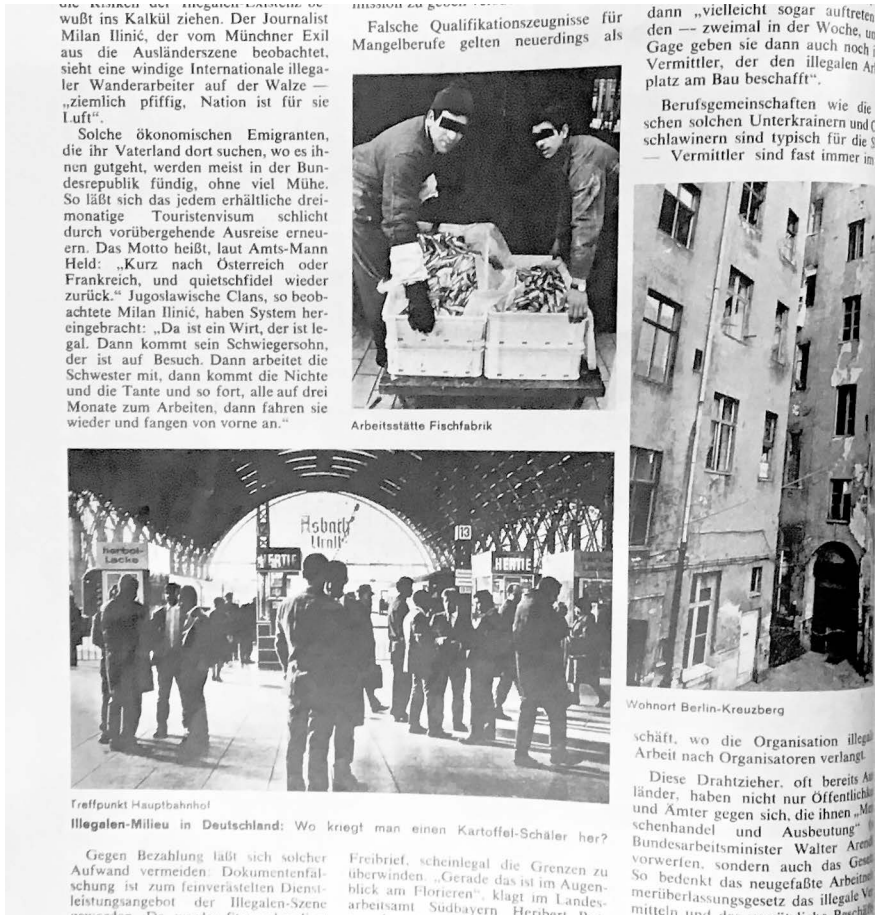 die Risiken der Illegalen-Existenz be-
wußt ins Kalkül ziehen. Der Journalist
Milan Ilinić, der vom Münchner Exil
aus die Ausländerszene beobachtet,
sieht eine windige Internationale illega-
ler Wanderarbeiter auf der Walze —
„ziemlich pfiffig, Nation ist für sie
Luft“.
Solche ökonomischen Emigranten,
die ihr Vaterland dort suchen, wo es ih-
nen gutgeht, werden meist in der Bun-
desrepublik fündig, ohne viel Mühe.
So läßt sich das jedem erhältliche drei-
monatige Touristenvisum schlicht
durch vorübergehende Ausreise erneu-
ern. Das Motto heißt, laut Amts-Mann
Held: „Kurz nach Österreich oder
Frankreich, und quietschfidel wieder
zurück.“ Jugoslawische Clans, so beob-
achtete Milan Ilinić, haben System her-
eingebracht: „Da ist ein Wirt, der ist le-
gal. Dann kommt sein Schwiegersohn,
der ist auf Besuch. Dann arbeitet die
Schwester mit, dann kommt die Nichte
und die Tante und so fort, alle auf drei
Monate zum Arbeiten, dann fahren sie
wieder und fangen von vorne an.“
Falsche Qualifikationszeugnisse für
Mangelberufe gelten neuerdings als
Arbeitsstätte Fischfabrik
dann „vielleicht sogar auftreten
den — zweimal in der Woche,
Gage geben sie dann auch noch
Vermittler, der den illegalen
platz am Bau beschafft“.
Berufsgemeinschaften wie die
schen solchen Unterkrainern und
schlawinern sind typisch für die
— Vermittler sind fast immer im
Wohnort Berlin-Kreuzberg
herbol-
Lacke
Asbach
Uralt
HERTIE
13
HERTIE
Treffpunkt Hauptbahnhof
Illegalen-Milieu in Deutschland: Wo kriegt man einen Kartoffel-Schäler her?
Gegen Bezahlung läßt sich solcher
Aufwand vermeiden: Dokumentenfäl-
schung ist zum feinverästelten Dienst-
leistungsangebot der Illegalen-Szene
Freibrief, scheinlegal die Grenzen zu
überwinden. „Gerade das ist im Augen-
blick am Florieren“, klagt im Landes-
arbeitsamt Südbayern Heribert
schäft, wo die Organisation
Arbeit nach Organisatoren verlangt.
Diese Drahtzieher, oft bereits
länder, haben nicht nur
und Ämter gegen sich, die ihnen
schenhandel und Ausbeutung“
Bundesarbeitsminister Walter Arend
vorwerfen, sondern auch das
So bedenkt das neugefaßte
merüberlassungsgesetz das illegale
mitteln und